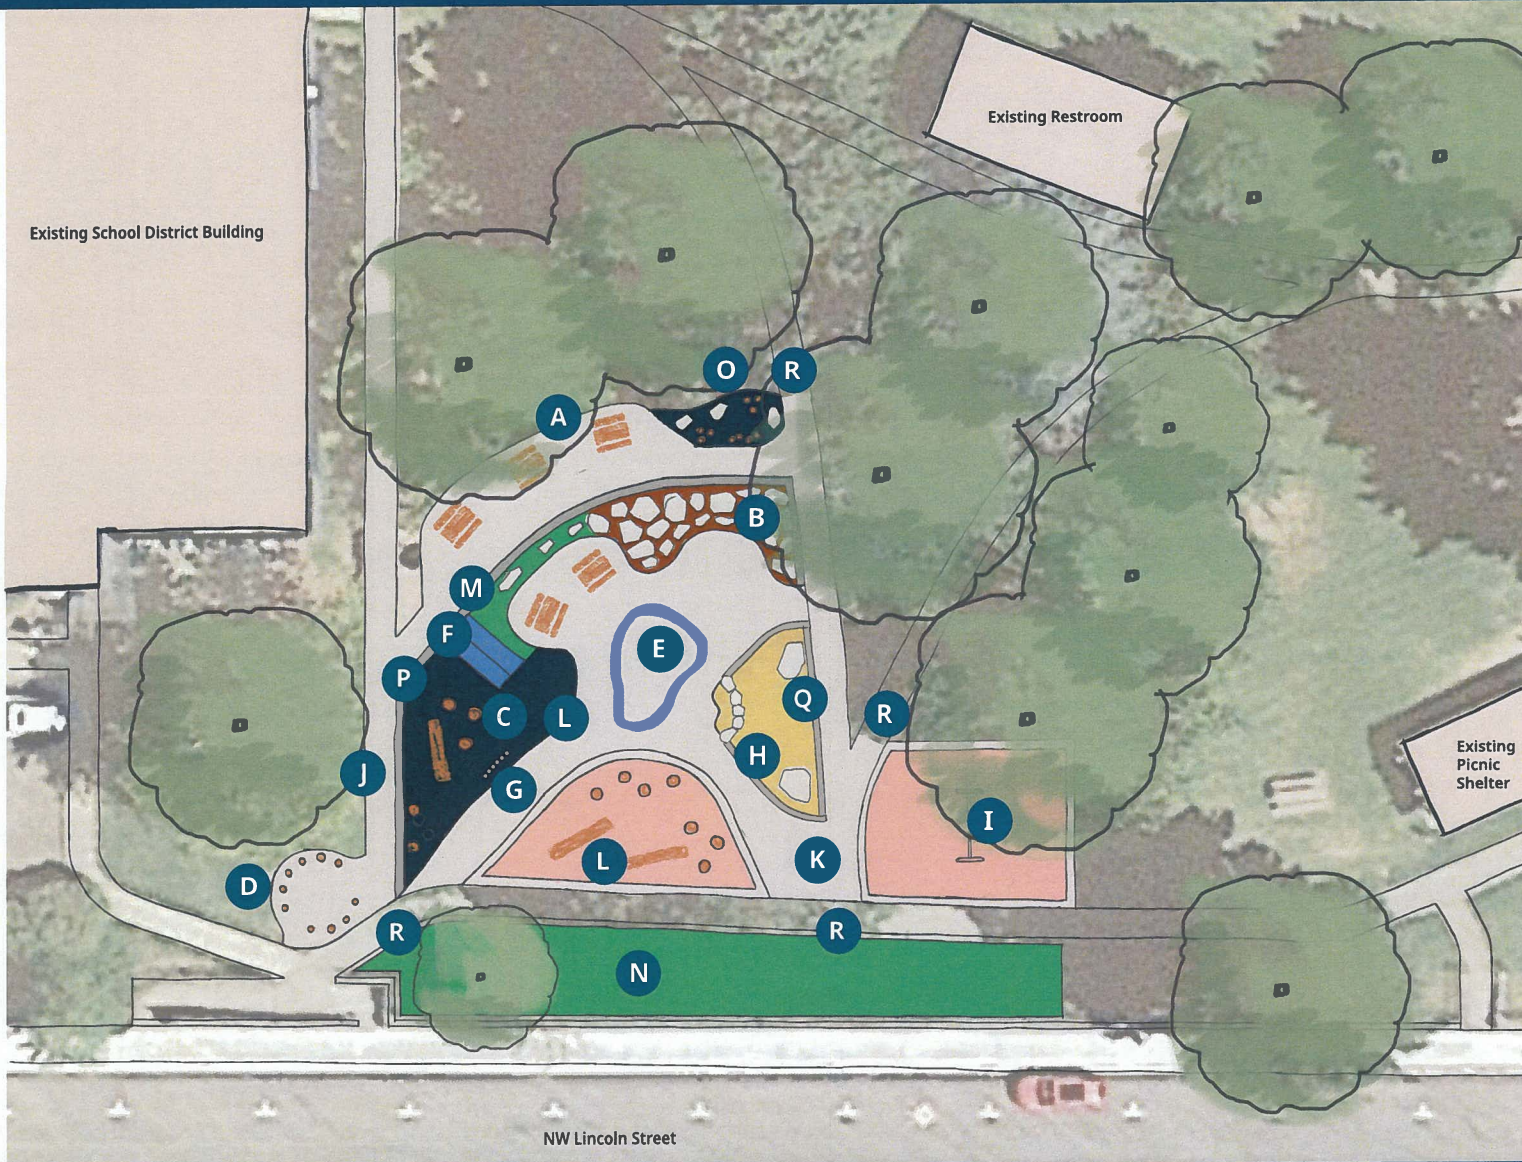 Existing Restroom
Existing School District Building
O
R
A
B
M
F
E
P
Q
C
L
R
H
Existing
Picnic
Shelter
J
G
I
L
K
D
R
R
N
NW Lincoln Street